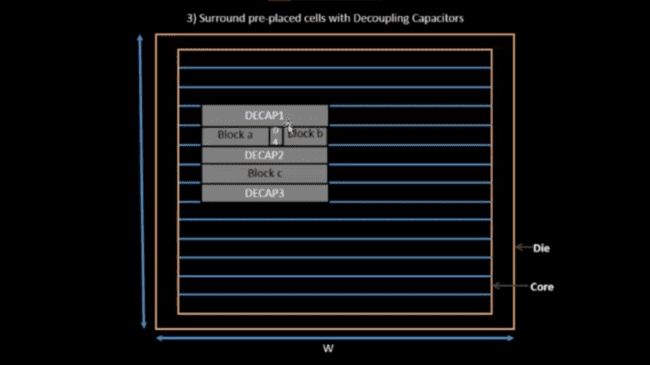 3) Surround pre-placed cells with Decoupling Capacitors
DECAP1
Block a
Block b
DECAP2
Block c
DECAP3
Die
Core
W